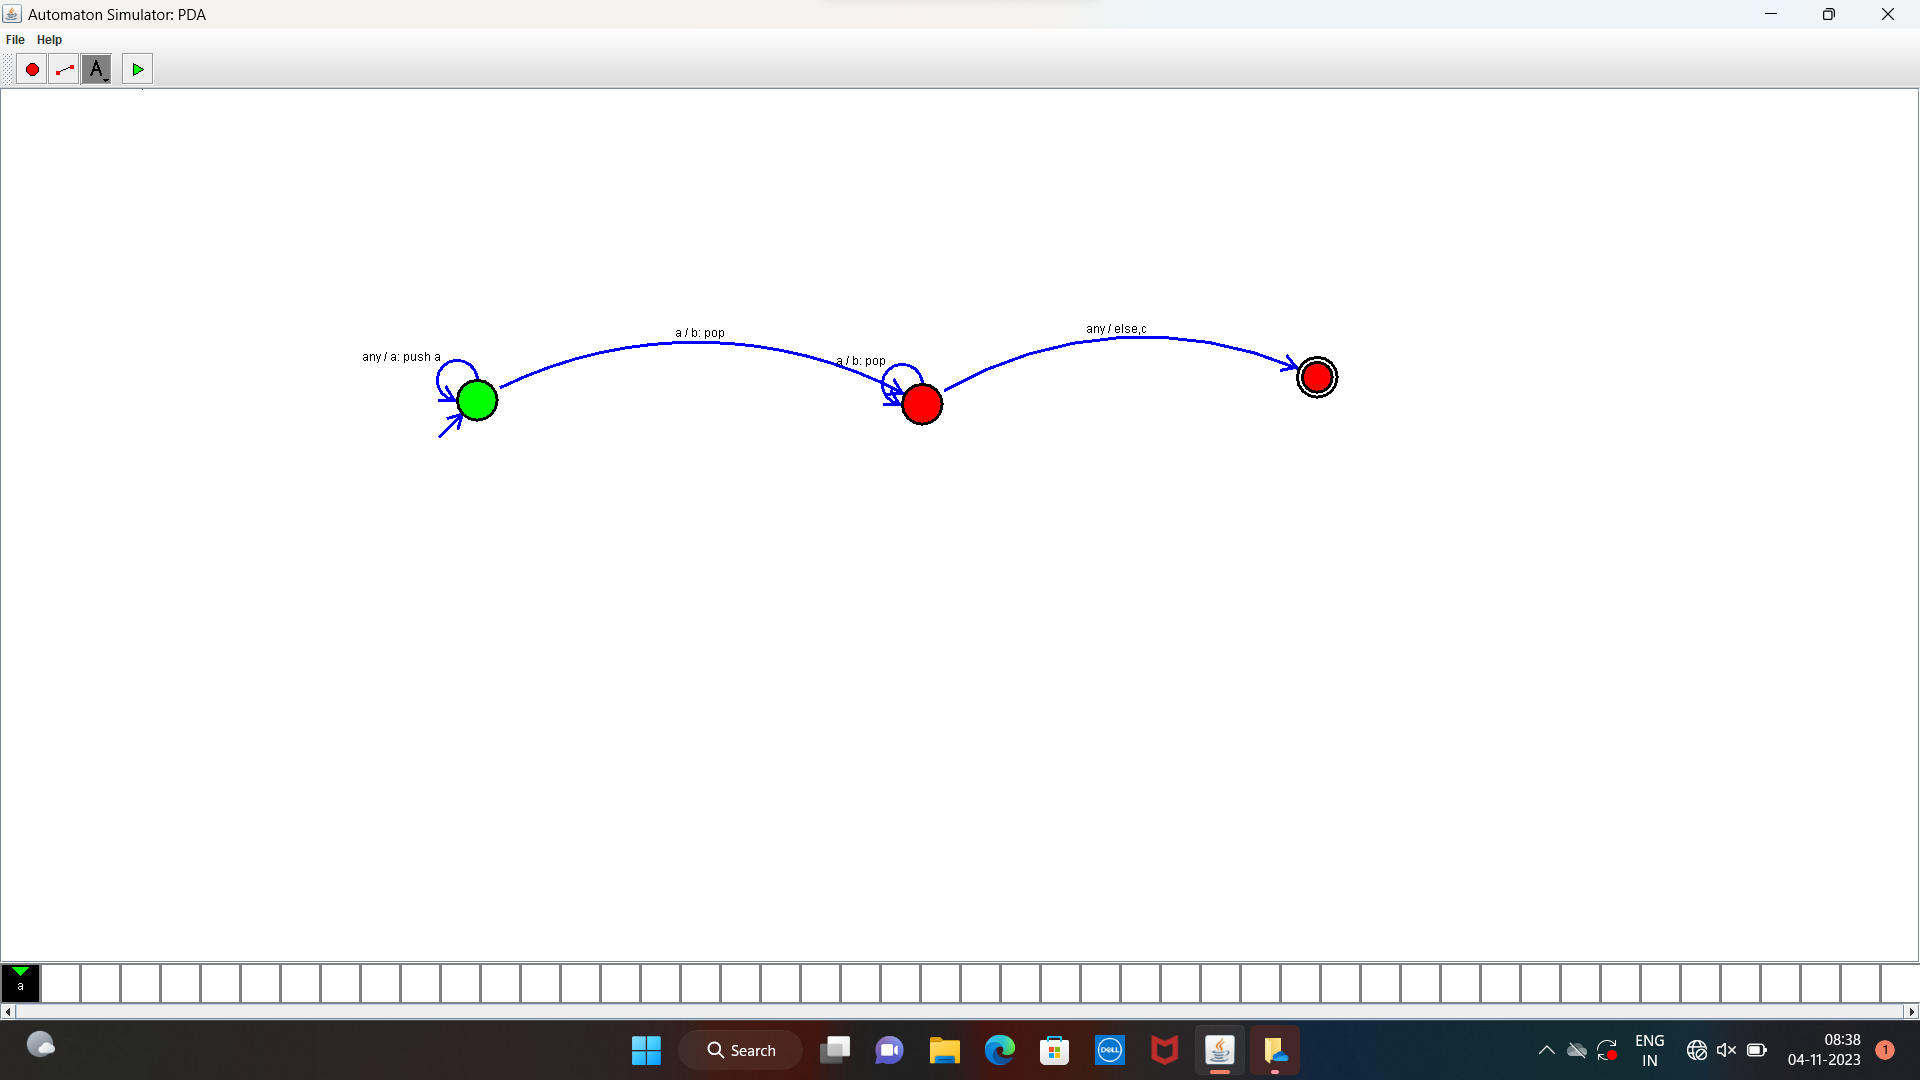 Automaton Simulator: PDA
File Help
A
any / else,c
a / b: pop
any / a: push a
a / b: pop
a
Search
DELL
ENG
IN
08:38
04-11-2023
1